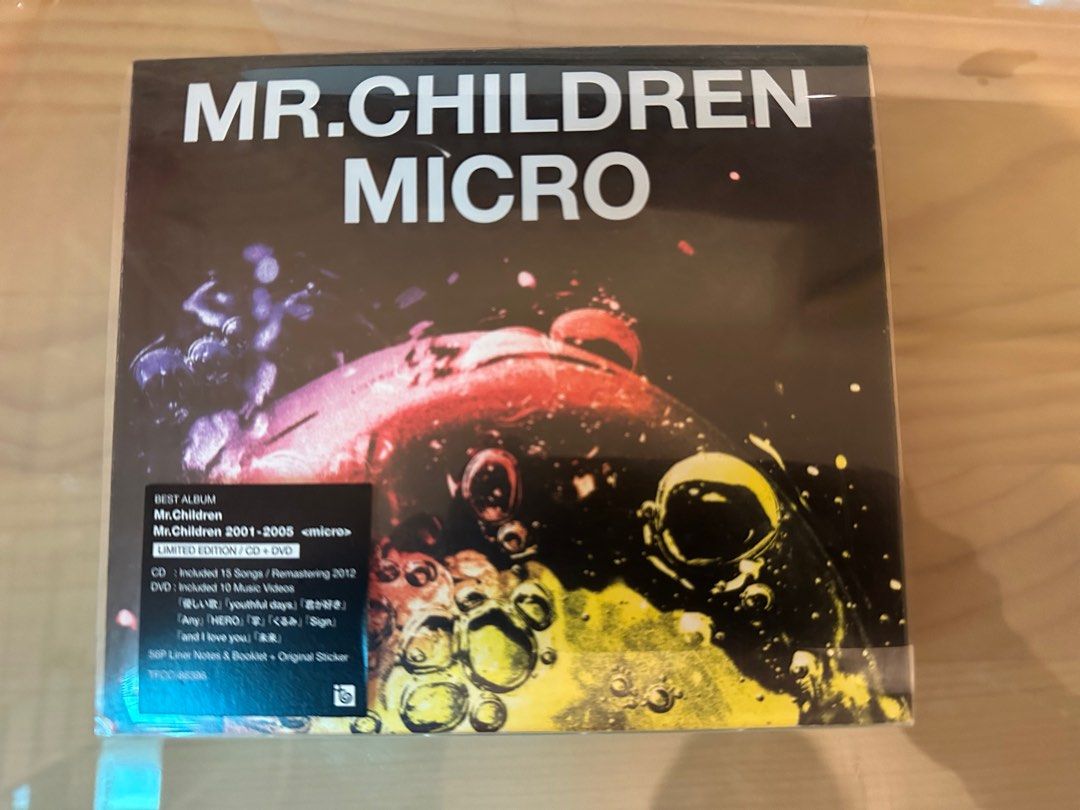 MR.CHILDREN
MICRO
BEST ALBUM
Mr.Children
Mr.Children 2001-2005 <micro>
LIMITED EDITION / CD + DVD
CD : Included 15 Songs / Remastering 2012
DVD : Included 10 Music Videos
「優しい歌」「youthful days」「君が好き」
「Any」「HERO」「掌」「くるみ」「Sign」
「and I love you」「未来」
56P Liner Notes & Booklet + Original Sticker